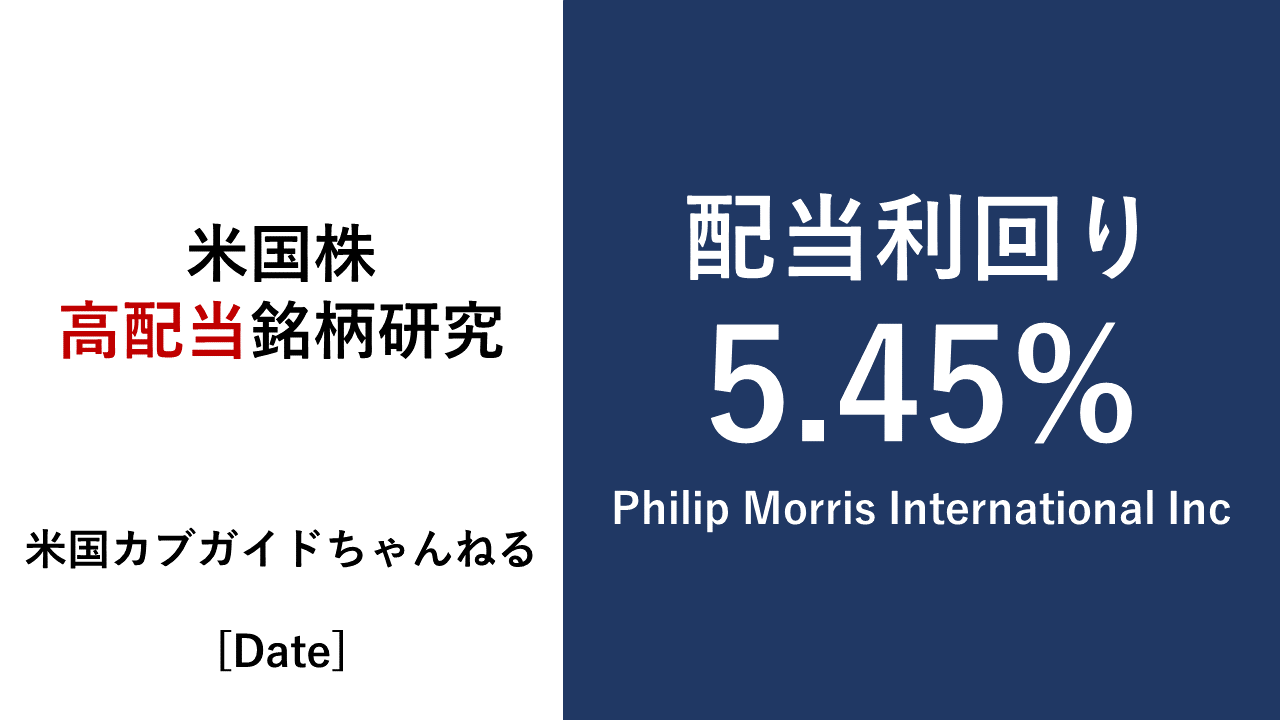 米国株
高配当銘柄研究
米国カブガイドちゃんねる
[Date]
配当利回り
5.45%
Philip Morris International Inc